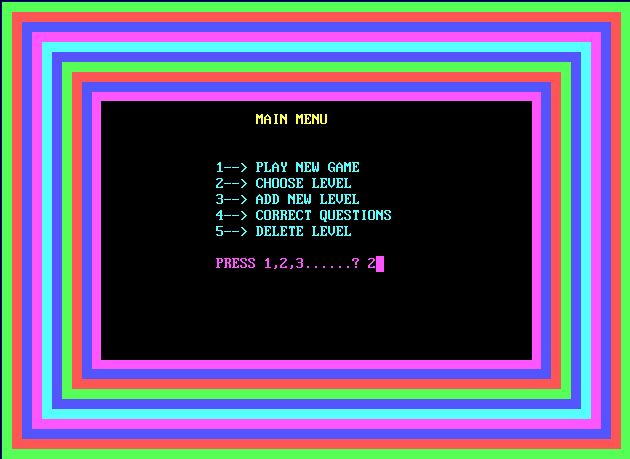 MAIN MENU
1--> PLAY NEW GAME
2--> CHOOSE LEVEL
3--> ADD NEW LEVEL
4--> CORRECT QUESTIONS
5--> DELETE LEVEL
PRESS 1,2,3......? 2